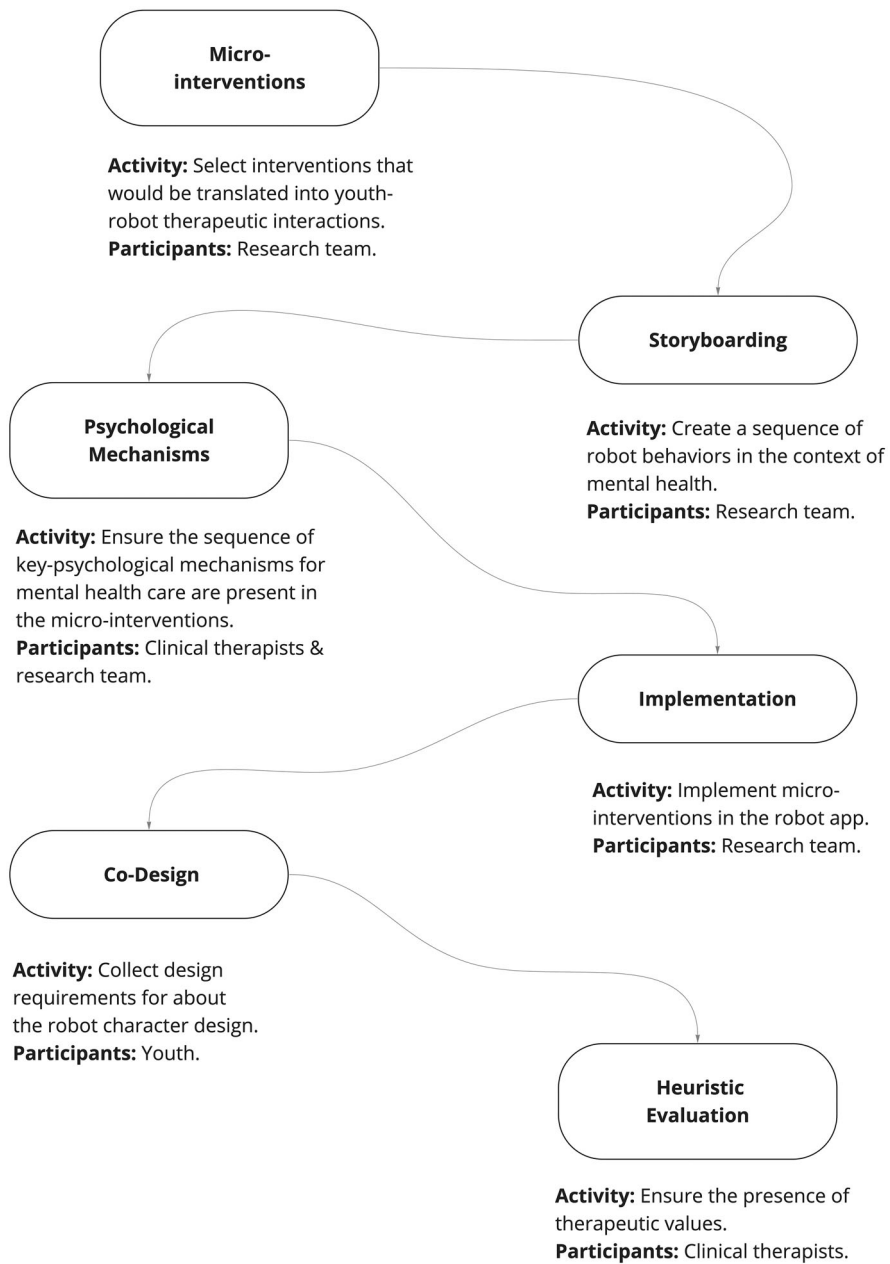 Micro-
interventions
Activity: Select interventions that
would be translated into youth-
robot therapeutic interactions.
Participants: Research team.
Storyboarding
Activity: Create a sequence of
robot behaviors in the context of
mental health.
Participants: Research team.
Psychological
Mechanisms
Activity: Ensure the sequence of
key-psychological mechanisms for
mental health care are present in
the micro-interventions.
Participants: Clinical therapists &
research team.
Implementation
Activity: Implement micro-
interventions in the robot app.
Participants: Research team.
Co-Design
Activity: Collect design
requirements for about
the robot character design.
Participants: Youth.
Heuristic
Evaluation
Activity: Ensure the presence of
therapeutic values.
Participants: Clinical therapists.